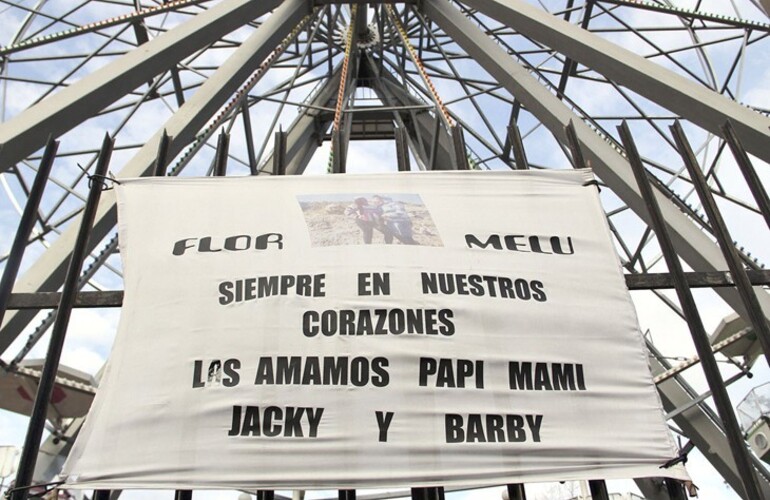 FLOR MELU
SIEMPRE EN NUESTROS
CORAZONES
LAS AMAMOS PAPI MAMI
JACKY Y BARBY